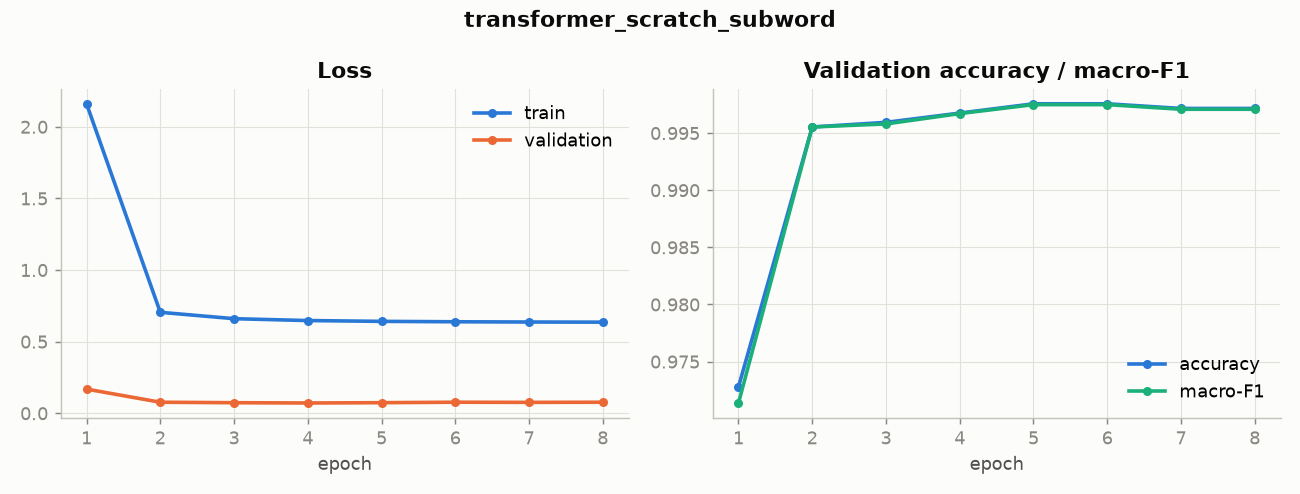 transformer_scratch_subword
Loss
train
validation
2.0
1.5
1.0
0.5
0.0
1 2 3 4 5 6 7 8
epoch
Validation accuracy / macro-F1
0.995
0.990
0.985
0.980
0.975
accuracy
macro-F1
1 2 3 4 5 6 7 8
epoch